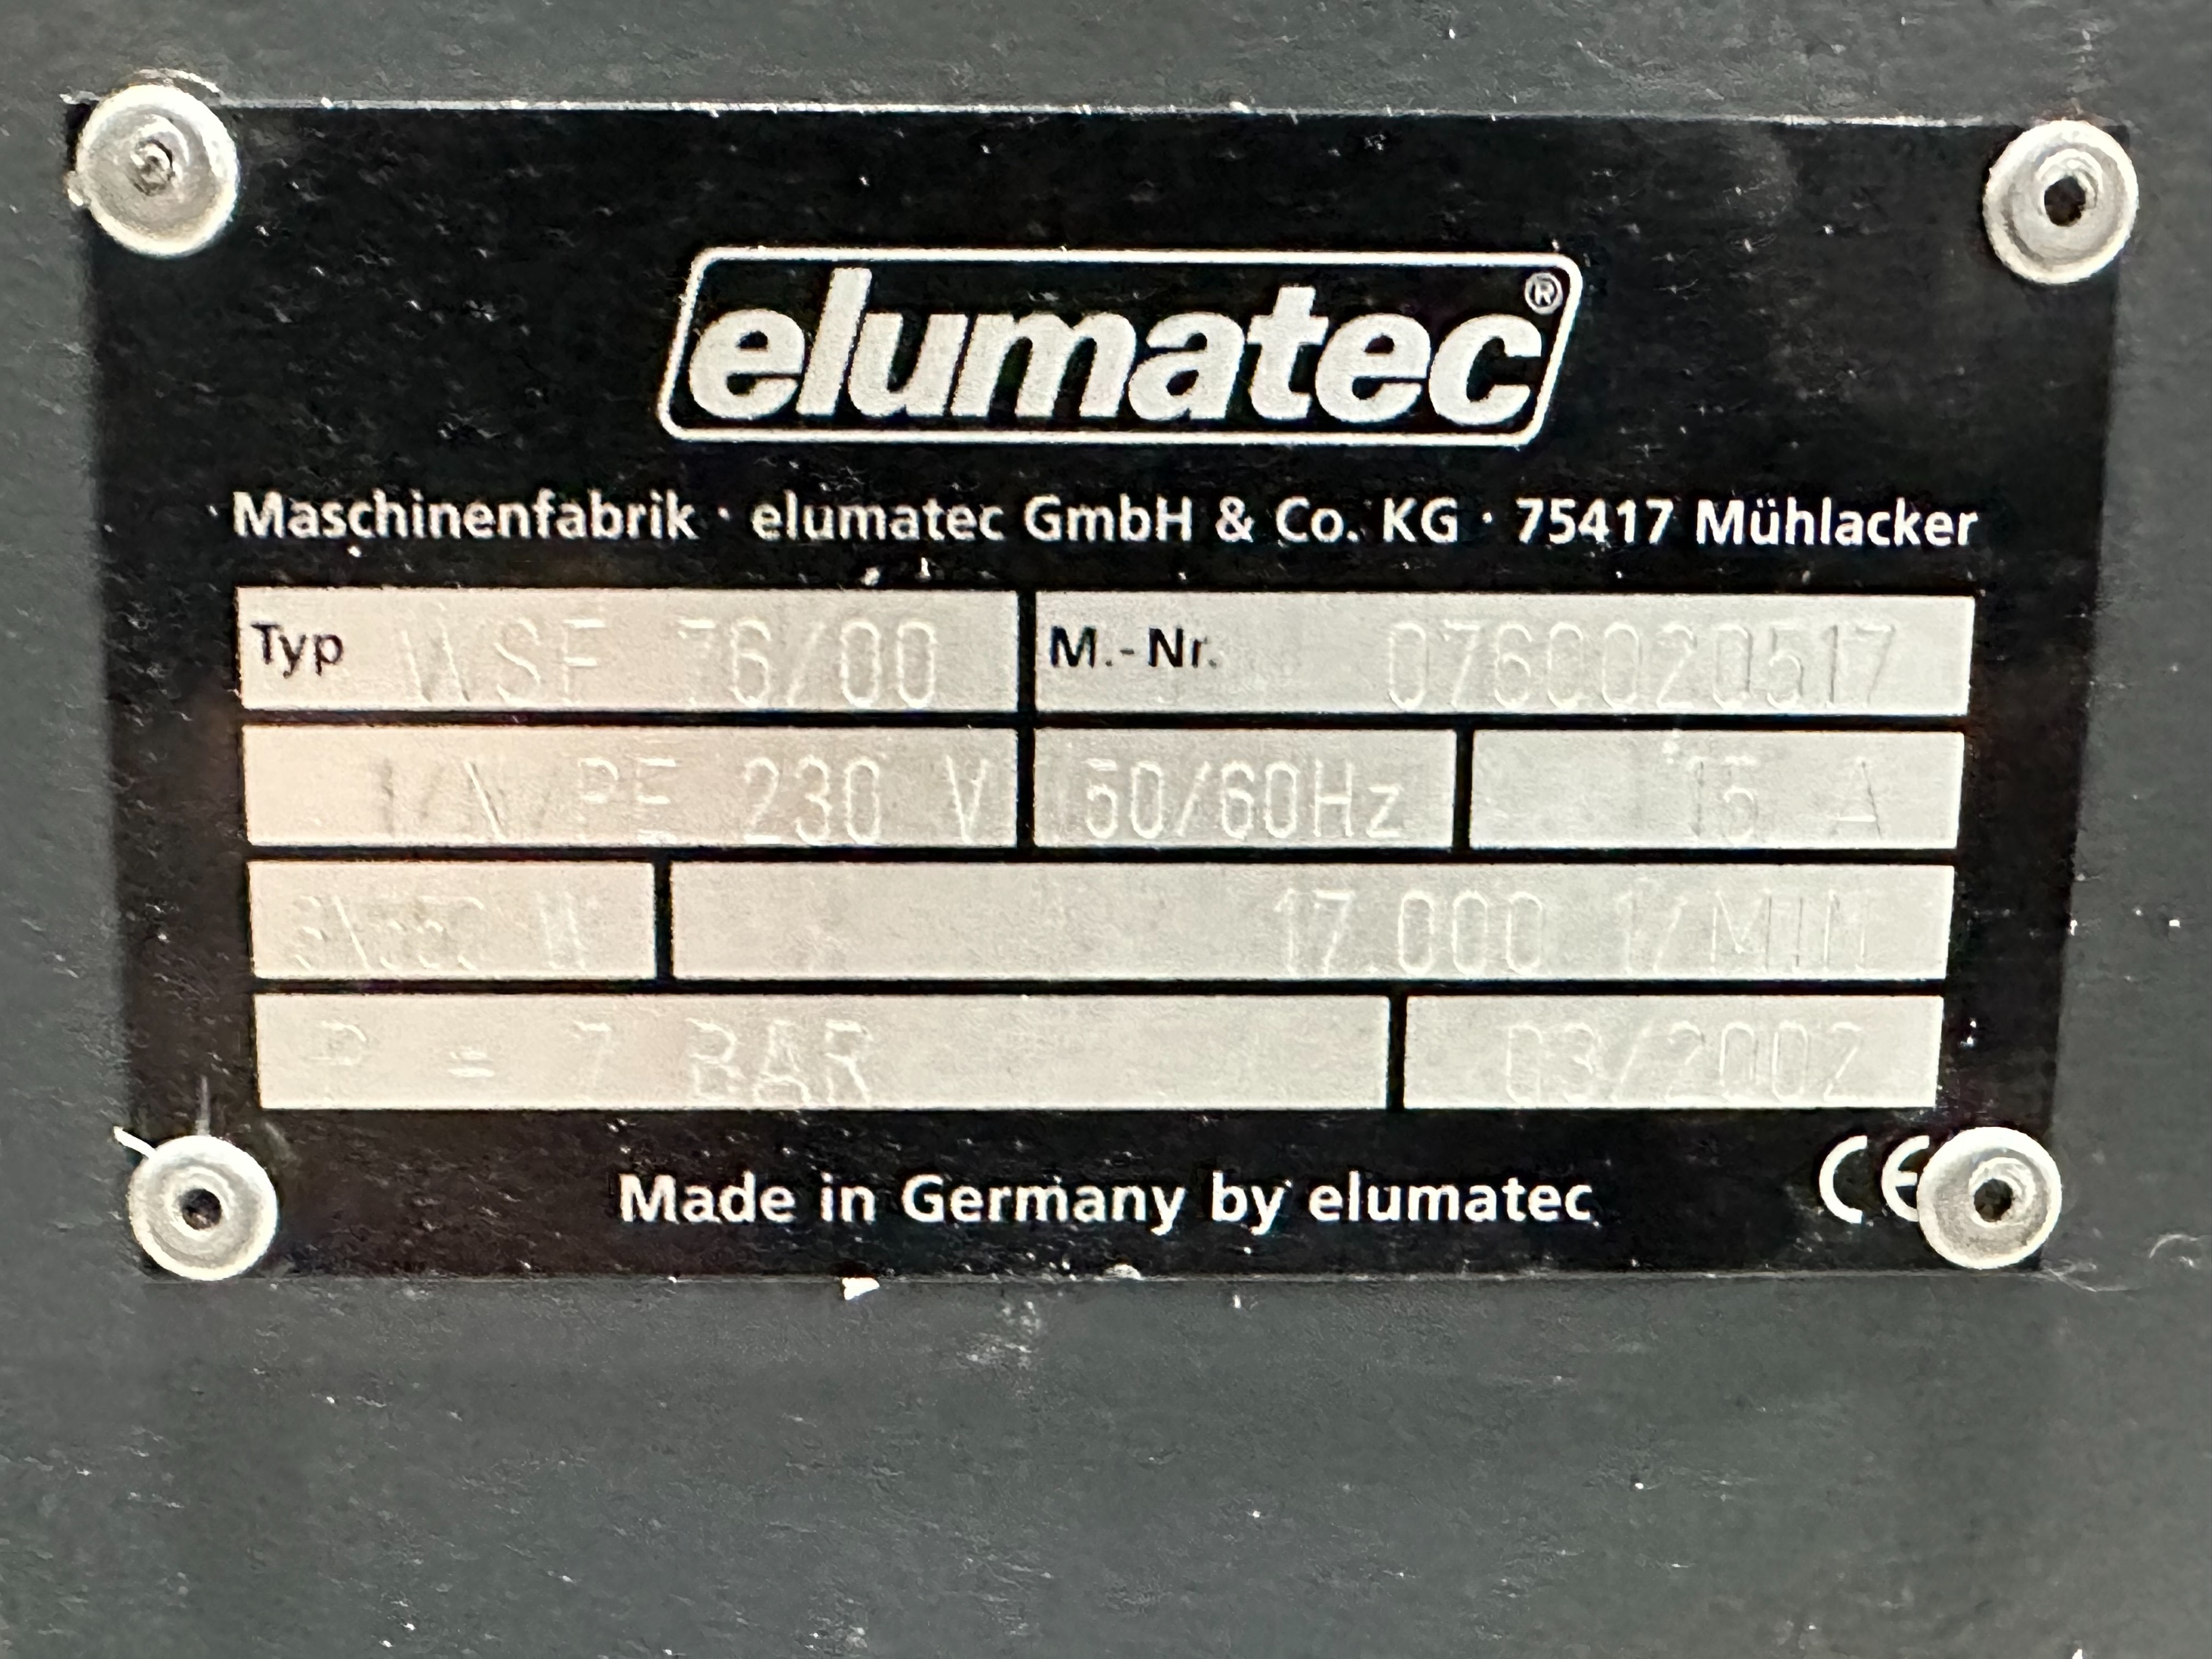 elumatec®
Maschinenfabrik · elumatec GmbH & Co. KG · 75417 Mühlacker
Typ WSF 76/00 M.-Nr. 0760020517
1/N/PE 230 V 50/60Hz 15 A
17.000 1/MIN
P = 7 BAR 03/2002
Made in Germany by elumatec CE